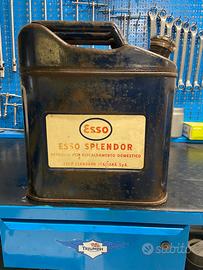 Esso
ESSO SPLENDOR
PETROLIO PER RISCALDAMENTO DOMESTICO
ESSO STANDARD ITALIANA S.p.A.
TRIUMPH
subito